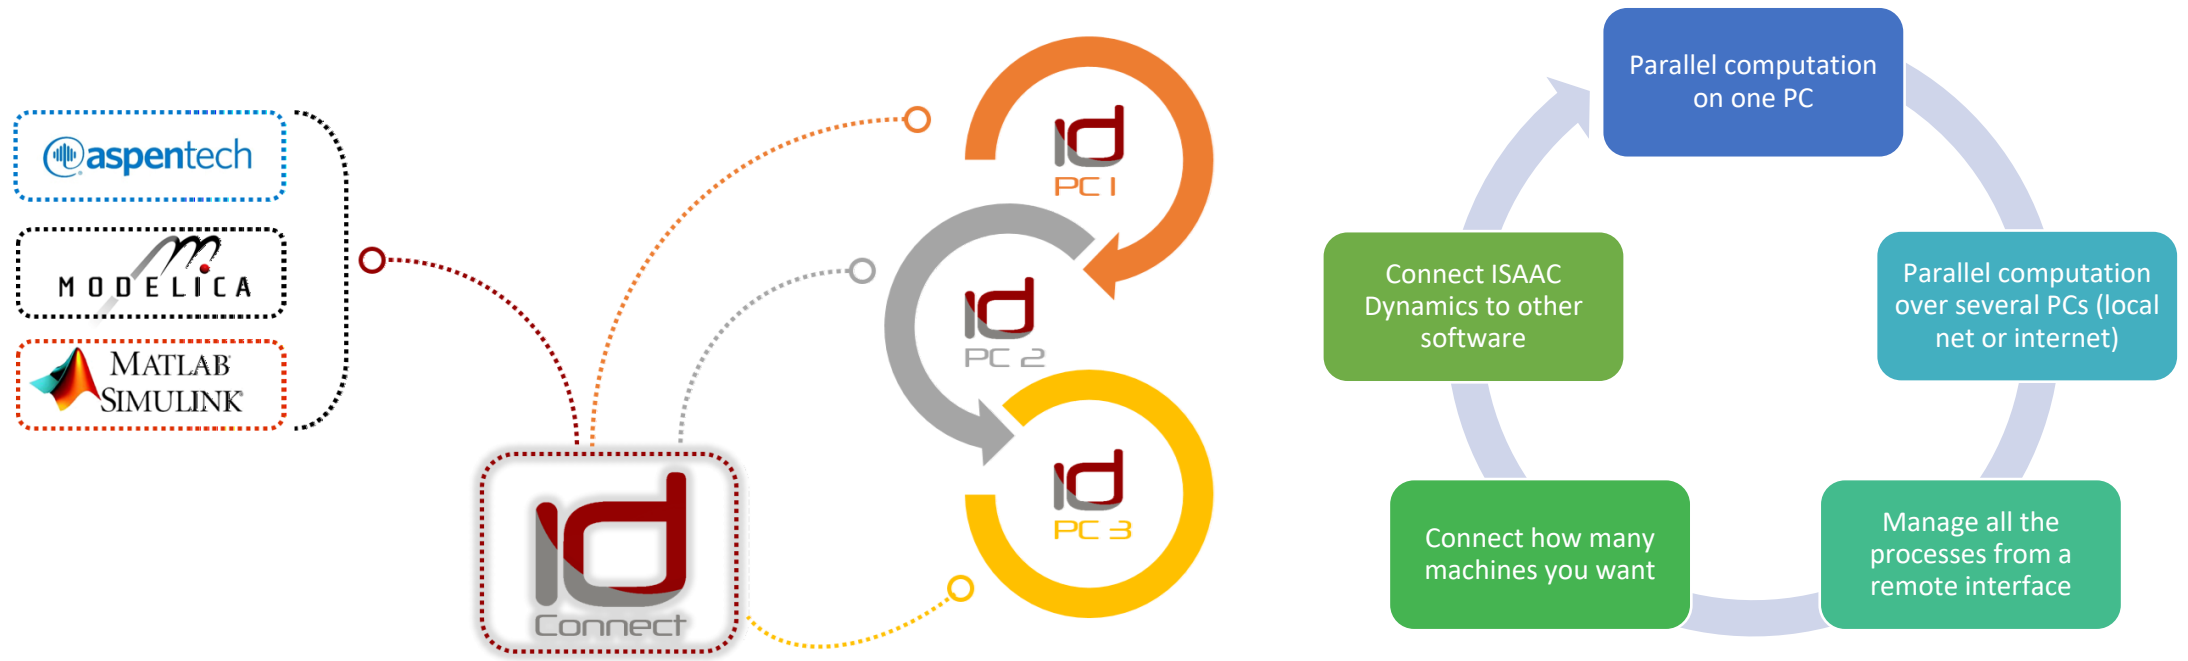 aspentech
MODELICA
MATLAB
SIMULINK
id
Connect
id
PC 1
id
PC 2
id
PC 3
Parallel computation
on one PC
Parallel computation
over several PCs (local
net or internet)
Manage all the
processes from a
remote interface
Connect how many
machines you want
Connect ISAAC
Dynamics to other
software